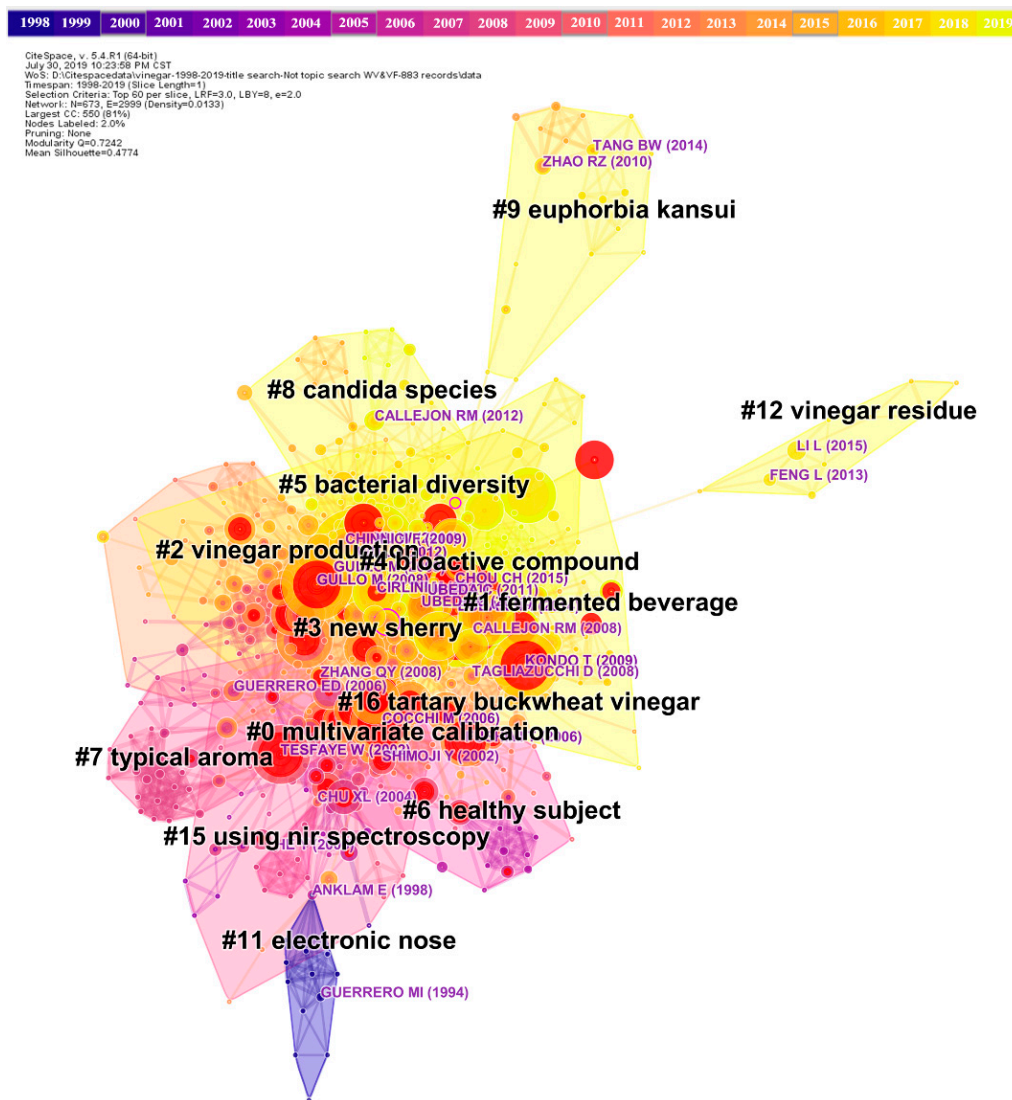 1998 1999 2000 2001 2002 2003 2004 2005 2006 2007 2008 2009 2010 2011 2012 2013 2014 2015 2016 2017 2018 2019
CiteSpace, v. 5.4.R1 (64-bit)
July 30, 2019 10:23:58 PM CST
WoS: D:\Citespacedata\vinegar-1998-2019-title search-Not topic search WV&VF-883 records\data
Timespan: 1998-2019 (Slice Length=1)
Selection Criteria: Top 60 per slice, LRF=3.0, LBY=8, e=2.0
Network: N=673, E=2999 (Density=0.0133)
Largest CC: 550 (81%)
Nodes Labeled: 2.0%
Pruning: None
Modularity Q=0.7242
Mean Silhouette=0.4774
TANG BW (2014)
ZHAO RZ (2010)
#9 euphorbia kansui
#8 candida species
#12 vinegar residue
CALLEJON RM (2012)
LI L (2015)
FENG L (2013)
#5 bacterial diversity
CHINNICI F (2009)
#2 vinegar production
#4 bioactive compound
GULLO M (2008)
CHOU CH (2015)
#1 fermented beverage
#3 new sherry
CALLEJON RM (2008)
KONDO T (2009)
ZHANG QY (2008)
TAGLIAZUCCHI D (2008)
GUERRERO ED (2006)
#16 tartary buckwheat vinegar
COCCHI M (2006)
#0 multivariate calibration
#7 typical aroma
TESFAYE W (2002)
SHIMOJI Y (2002)
CHU XL (2004)
#6 healthy subject
#15 using nir spectroscopy
ANKLAM E (1998)
#11 electronic nose
GUERRERO MI (1994)